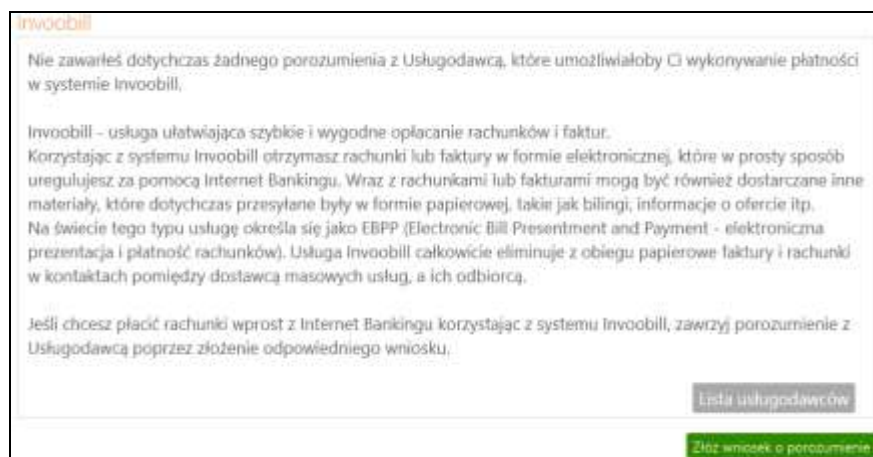 Invoobill
Nie zawarłeś dotychczas żadnego porozumienia z Usługodawcą, które umożliwiałoby Ci wykonywanie płatności
w systemie Invoobill.
Invoobill - usługa ułatwiająca szybkie i wygodne opłacanie rachunków i faktur.
Korzystając z systemu Invoobill otrzymasz rachunki lub faktury w formie elektronicznej, które w prosty sposób
uregulujesz za pomocą Internet Bankingu. Wraz z rachunkami lub fakturami mogą być również dostarczane inne
materiały, które dotychczas przesyłane były w formie papierowej, takie jak bilingi, informacje o ofercie itp.
Na świecie tego typu usługę określa się jako EBPP (Electronic Bill Presentment and Payment - elektroniczna
prezentacja i płatność rachunków). Usługa Invoobill całkowicie eliminuje z obiegu papierowe faktury i rachunki
w kontaktach pomiędzy dostawcą masowych usług, a ich odbiorcą.
Jeśli chcesz płacić rachunki wprost z Internet Bankingu korzystając z systemu Invoobill, zawrzyj porozumienie z
Usługodawcą poprzez złożenie odpowiedniego wniosku.
Lista usługodawców
Złóż wniosek o porozumienie